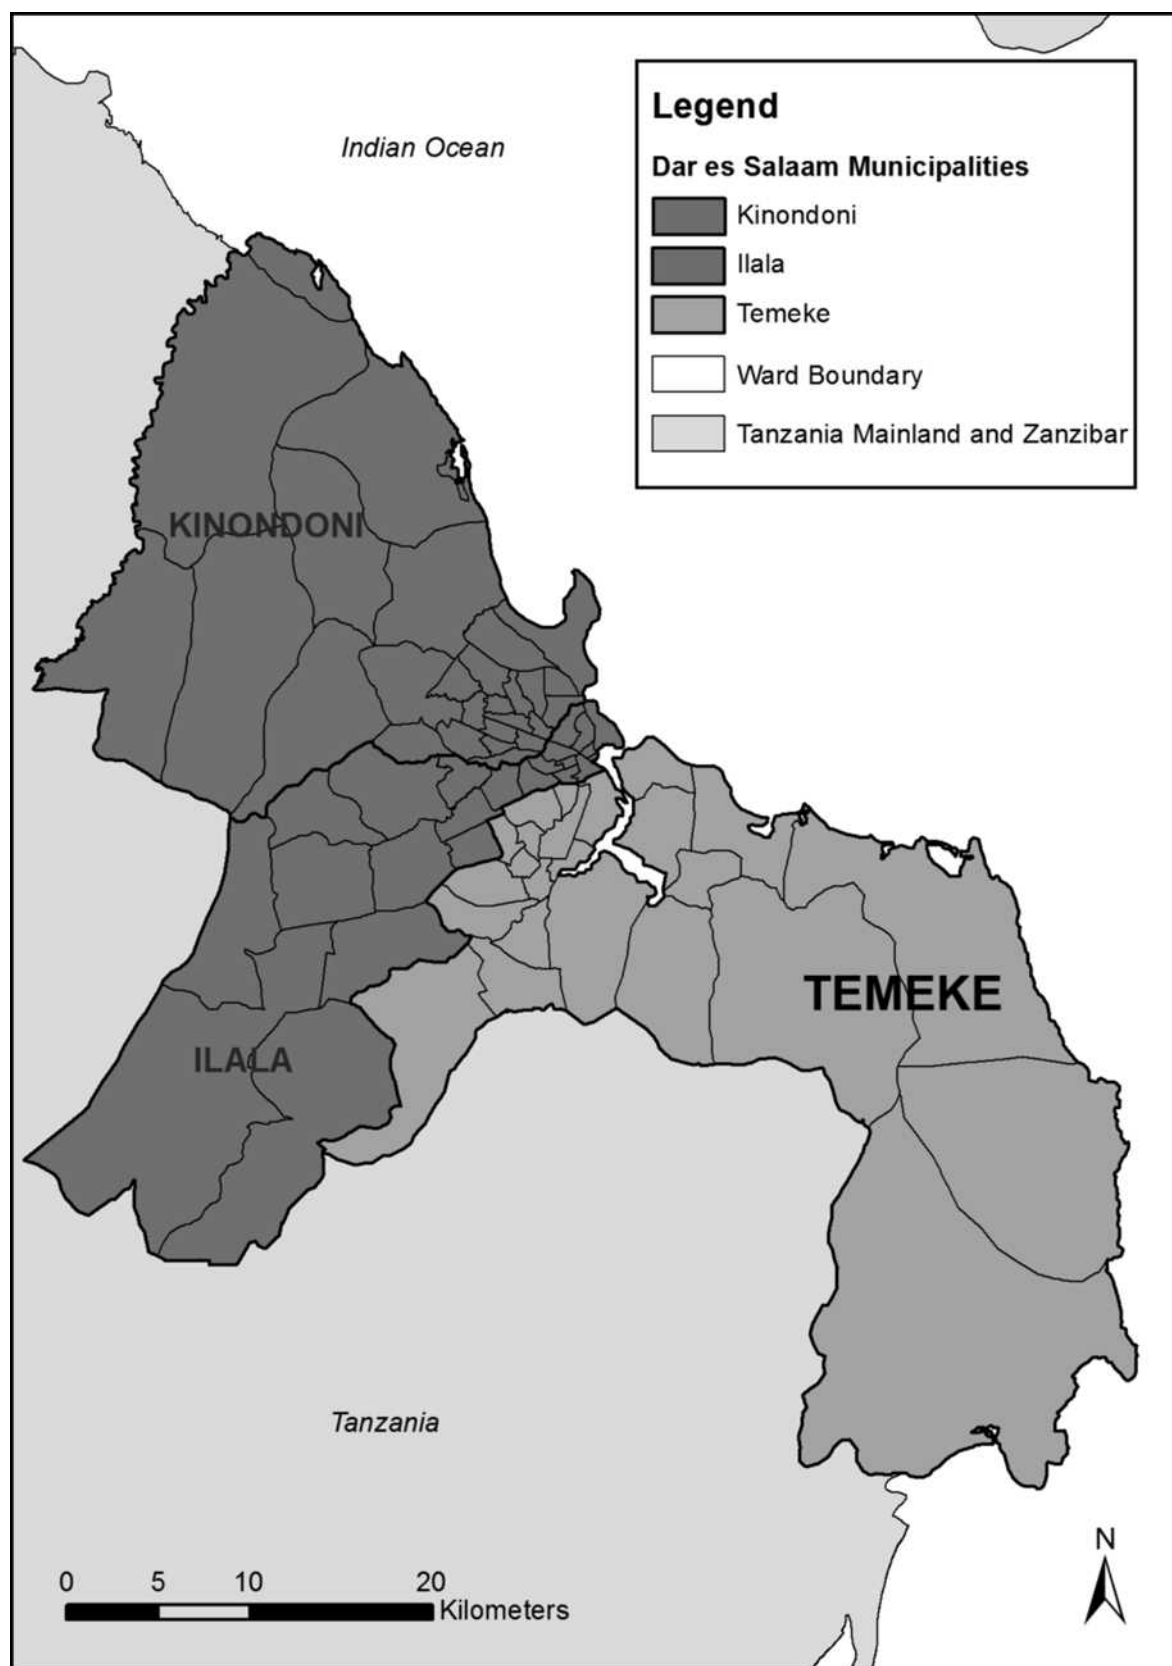 Indian Ocean
Legend
Dar es Salaam Municipalities
Kinondoni
Ilala
Temeke
Ward Boundary
Tanzania Mainland and Zanzibar
KINONDONI
TEMEKE
ILALA
Tanzania
N
0 5 10 20
Kilometers